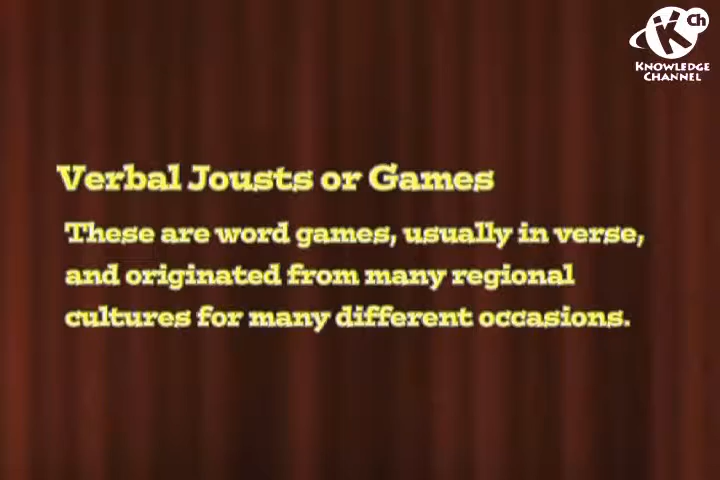 K Ch
KNOWLEDGE
CHANNEL
Verbal Jousts or Games
These are word games, usually in verse,
and originated from many regional
cultures for many different occasions.